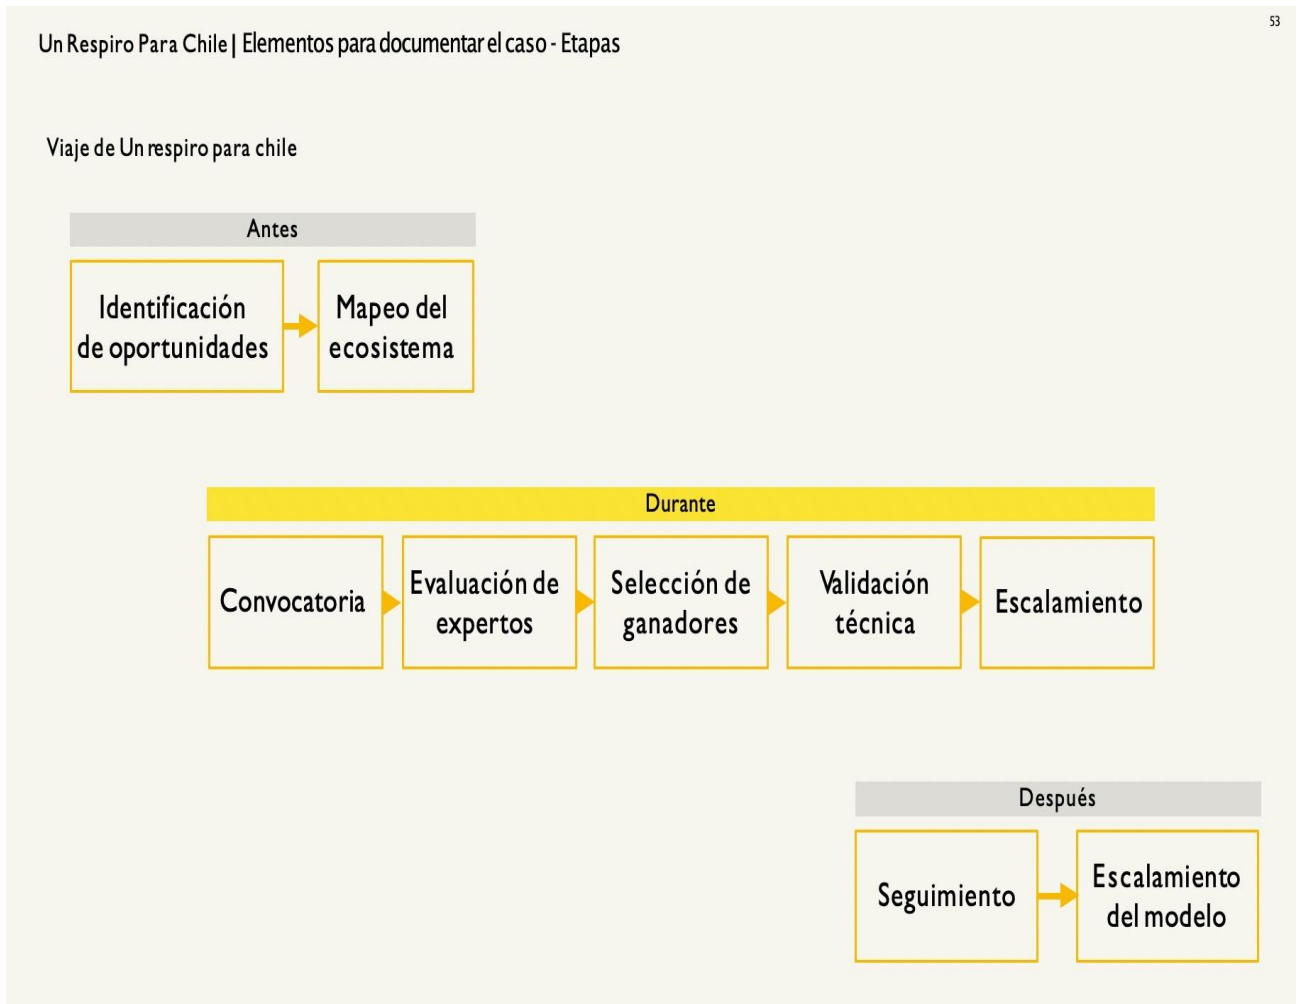 53
Un Respiro Para Chile | Elementos para documentar el caso - Etapas
Viaje de Un respiro para chile
Antes
Identificación
de oportunidades
Mapeo del
ecosistema
Durante
Convocatoria
Evaluación de
expertos
Selección de
ganadores
Validación
técnica
Escalamiento
Después
Seguimiento
Escalamiento
del modelo